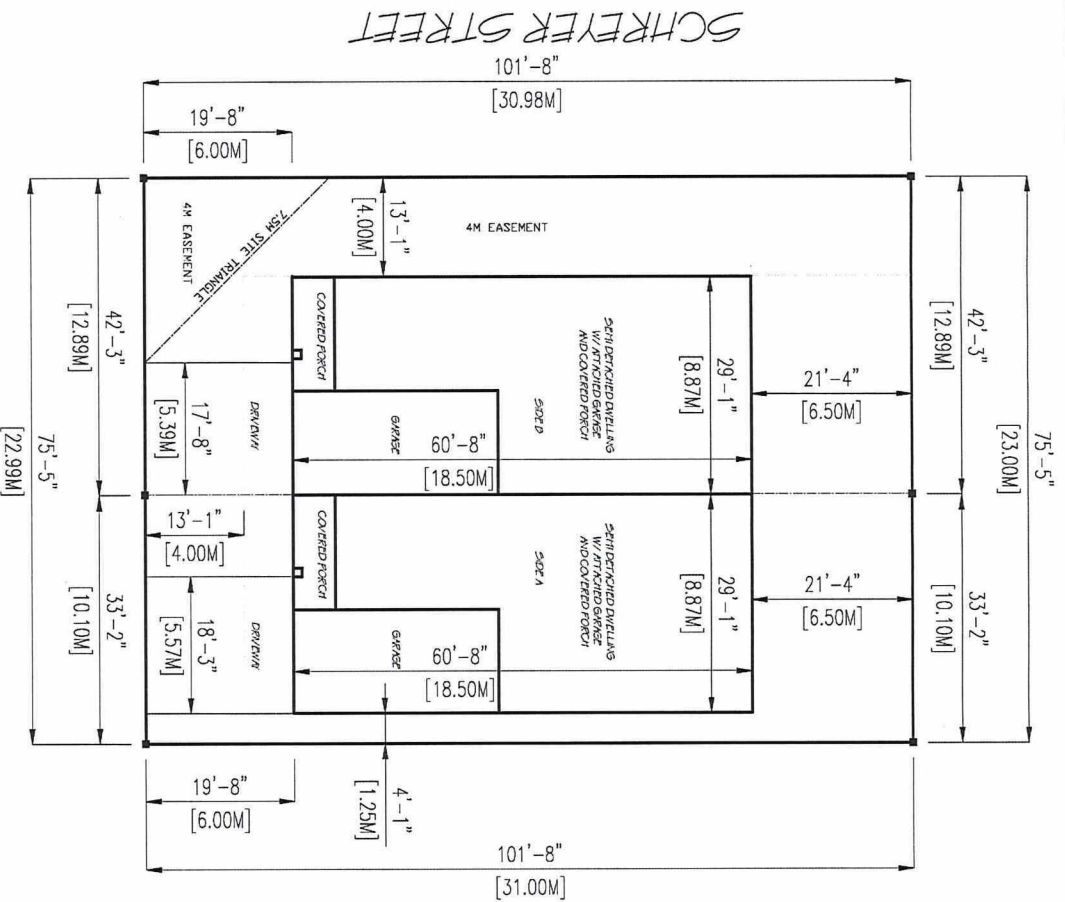 SCHREYER STREET
101'-8"
[30.98M]
19'-8"
[6.00M]
13'-1"
[4.00M]
4M EASEMENT
4M EASEMENT
7.5M SITE TRIANGLE
42'-3"
[12.89M]
42'-3"
[12.89M]
75'-5"
[22.99M]
75'-5"
[23.00M]
COVERED PORCH
SEMI DETACHED DWELLING
W/ ATTACHED GARAGE
AND COVERED PORCH
SIDE B
29'-1"
[8.87M]
21'-4"
[6.50M]
17'-8"
[5.39M]
DRIVEWAY
GARAGE
60'-8"
[18.50M]
13'-1"
[4.00M]
COVERED PORCH
SEMI DETACHED DWELLING
W/ ATTACHED GARAGE
AND COVERED PORCH
SIDE A
29'-1"
[8.87M]
21'-4"
[6.50M]
33'-2"
[10.10M]
33'-2"
[10.10M]
18'-3"
[5.57M]
DRIVEWAY
GARAGE
60'-8"
[18.50M]
19'-8"
[6.00M]
4'-1"
[1.25M]
101'-8"
[31.00M]